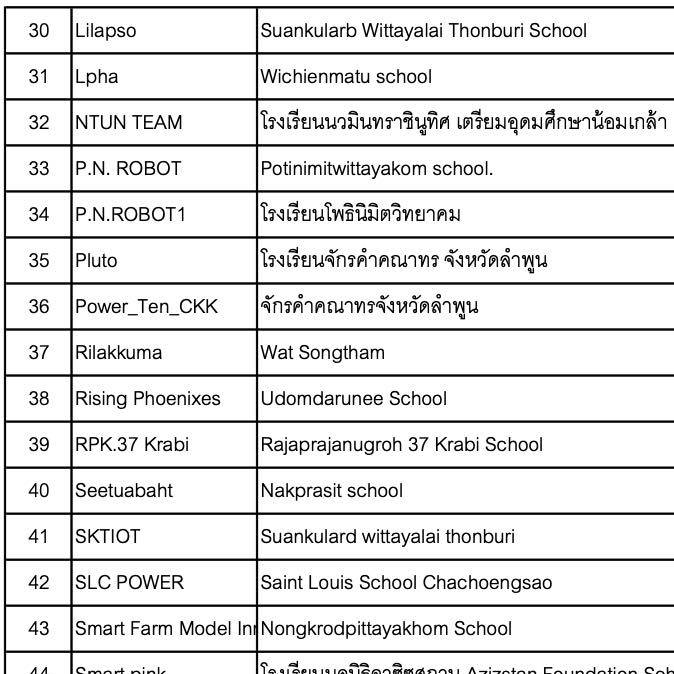 30 Lilapso Suankularb Wittayalai Thonburi School
31 Lpha Wichienmatu school
32 NTUN TEAM โรงเรียนนวมินทราชินูทิศ เตรียมอุดมศึกษาน้อมเกล้า
33 P.N. ROBOT Potinimitwittayakom school.
34 P.N.ROBOT1 โรงเรียนโพธินิมิตวิทยาคม
35 Pluto โรงเรียนจักรคำคณาทร จังหวัดลำพูน
36 Power_Ten_CKK จักรคำคณาทรจังหวัดลำพูน
37 Rilakkuma Wat Songtham
38 Rising Phoenixes Udomdarunee School
39 RPK.37 Krabi Rajaprajanugroh 37 Krabi School
40 Seetuabaht Nakprasit school
41 SKTIOT Suankulard wittayalai thonburi
42 SLC POWER Saint Louis School Chachoengsao
43 Smart Farm Model Inn Nongkrodpittayakhom School
44 Smart pink Azizstan Foundation